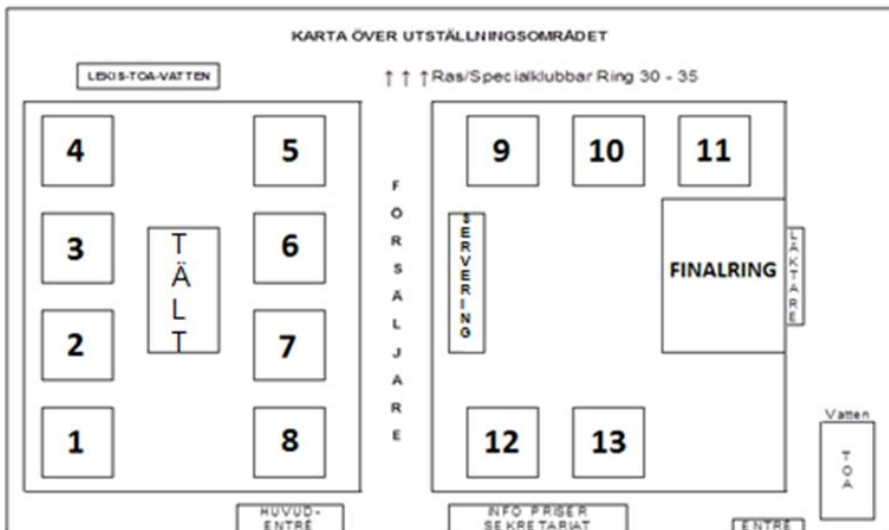 KARTA ÖVER UTSTÄLLNINGSOMRÅDET
LEKIS-TOA-VATTEN
↑ ↑ ↑ Ras/Specialklubbar Ring 30 - 35
4
5
9
10
11
3
TÄLT
6
FÖRSÄLJARE
SERVERING
FINALRING
LÄKTARE
2
7
1
8
12
13
Vatten
TOA
HUVUD-
ENTRÉ
INFO PRISER
SEKRETARIAT
ENTRÉ